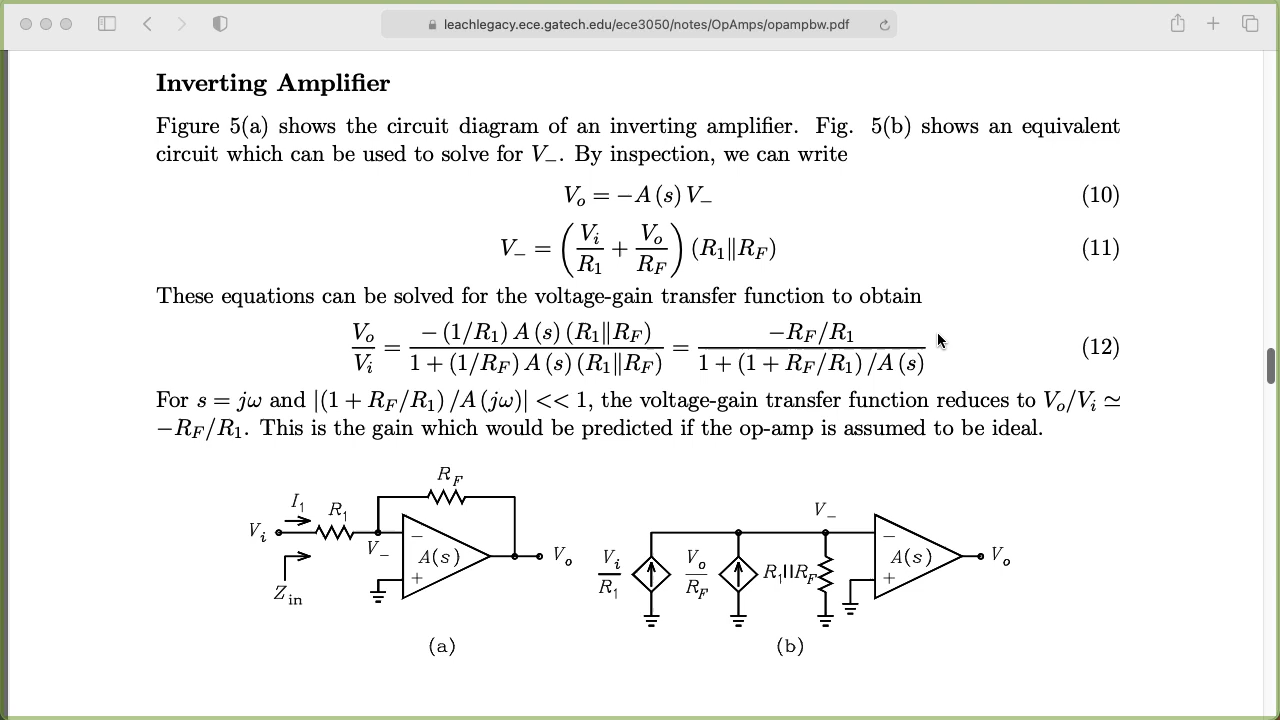 leachlegacy.ece.gatech.edu/ece3050/notes/OpAmps/opampbw.pdf
Inverting Amplifier
Figure 5(a) shows the circuit diagram of an inverting amplifier. Fig. 5(b) shows an equivalent
circuit which can be used to solve for V₋. By inspection, we can write
Vₒ = −A (s) V₋ (10)
V₋ = (Vᵢ/R₁ + Vₒ/R_F) (R₁∥R_F) (11)
These equations can be solved for the voltage-gain transfer function to obtain
Vₒ/Vᵢ = − (1/R₁) A (s) (R₁∥R_F) / 1 + (1/R_F) A (s) (R₁∥R_F) = −R_F/R₁ / 1 + (1 + R_F/R₁) /A (s) (12)
For s = jω and |(1 + R_F/R₁) /A (jω)| << 1, the voltage-gain transfer function reduces to Vₒ/Vᵢ ≃
−R_F/R₁. This is the gain which would be predicted if the op-amp is assumed to be ideal.
R_F
I₁ R₁
Vᵢ V₋ − A(s) + Vₒ
Z_in
(a)
V₋
Vᵢ/R₁ Vₒ/R_F R₁∥R_F − A(s) + Vₒ
(b)